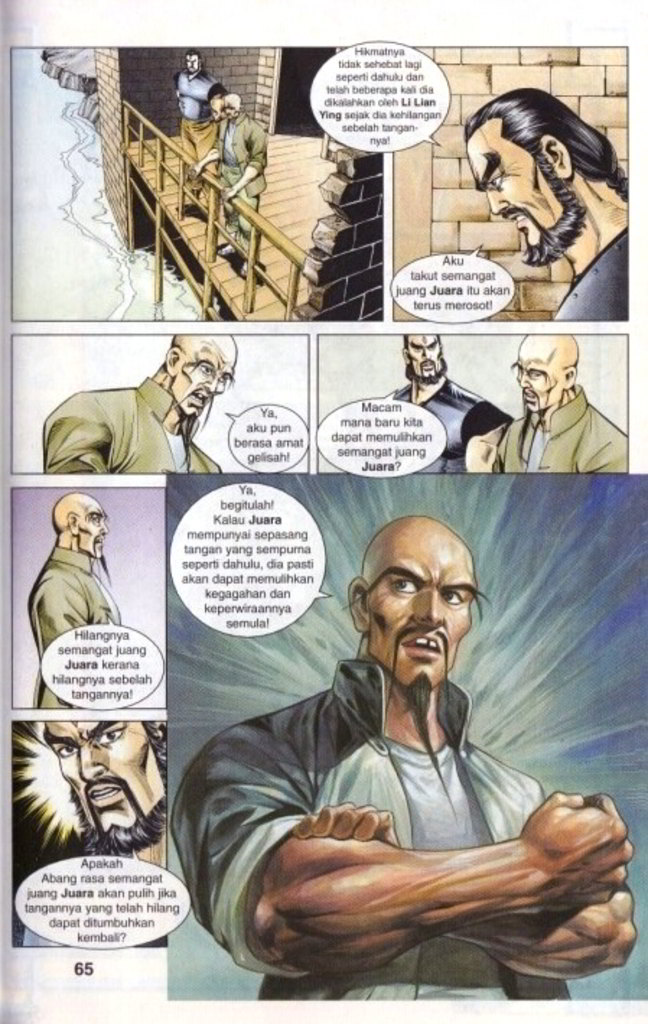 Hikmatnya
tidak sehebat lagi
seperti dahulu dan
telah beberapa kali dia
dikalahkan oleh Li Lian
Ying sejak dia kehilangan
sebelah tangan-
nya!
Aku
takut semangat
juang Juara itu akan
terus merosot!
Ya,
aku pun
berasa amat
gelisah!
Macam
mana baru kita
dapat memulihkan
semangat juang
Juara?
Hilangnya
semangat juang
Juara kerana
hilangnya sebelah
tangannya!
Ya,
begitulah!
Kalau Juara
mempunyai sepasang
tangan yang sempurna
seperti dahulu, dia pasti
akan dapat memulihkan
kegagahan dan
keperwiraannya
semula!
Apakah
Abang rasa semangat
juang Juara akan pulih jika
tangannya yang telah hilang
dapat ditumbuhkan
kembali?
65